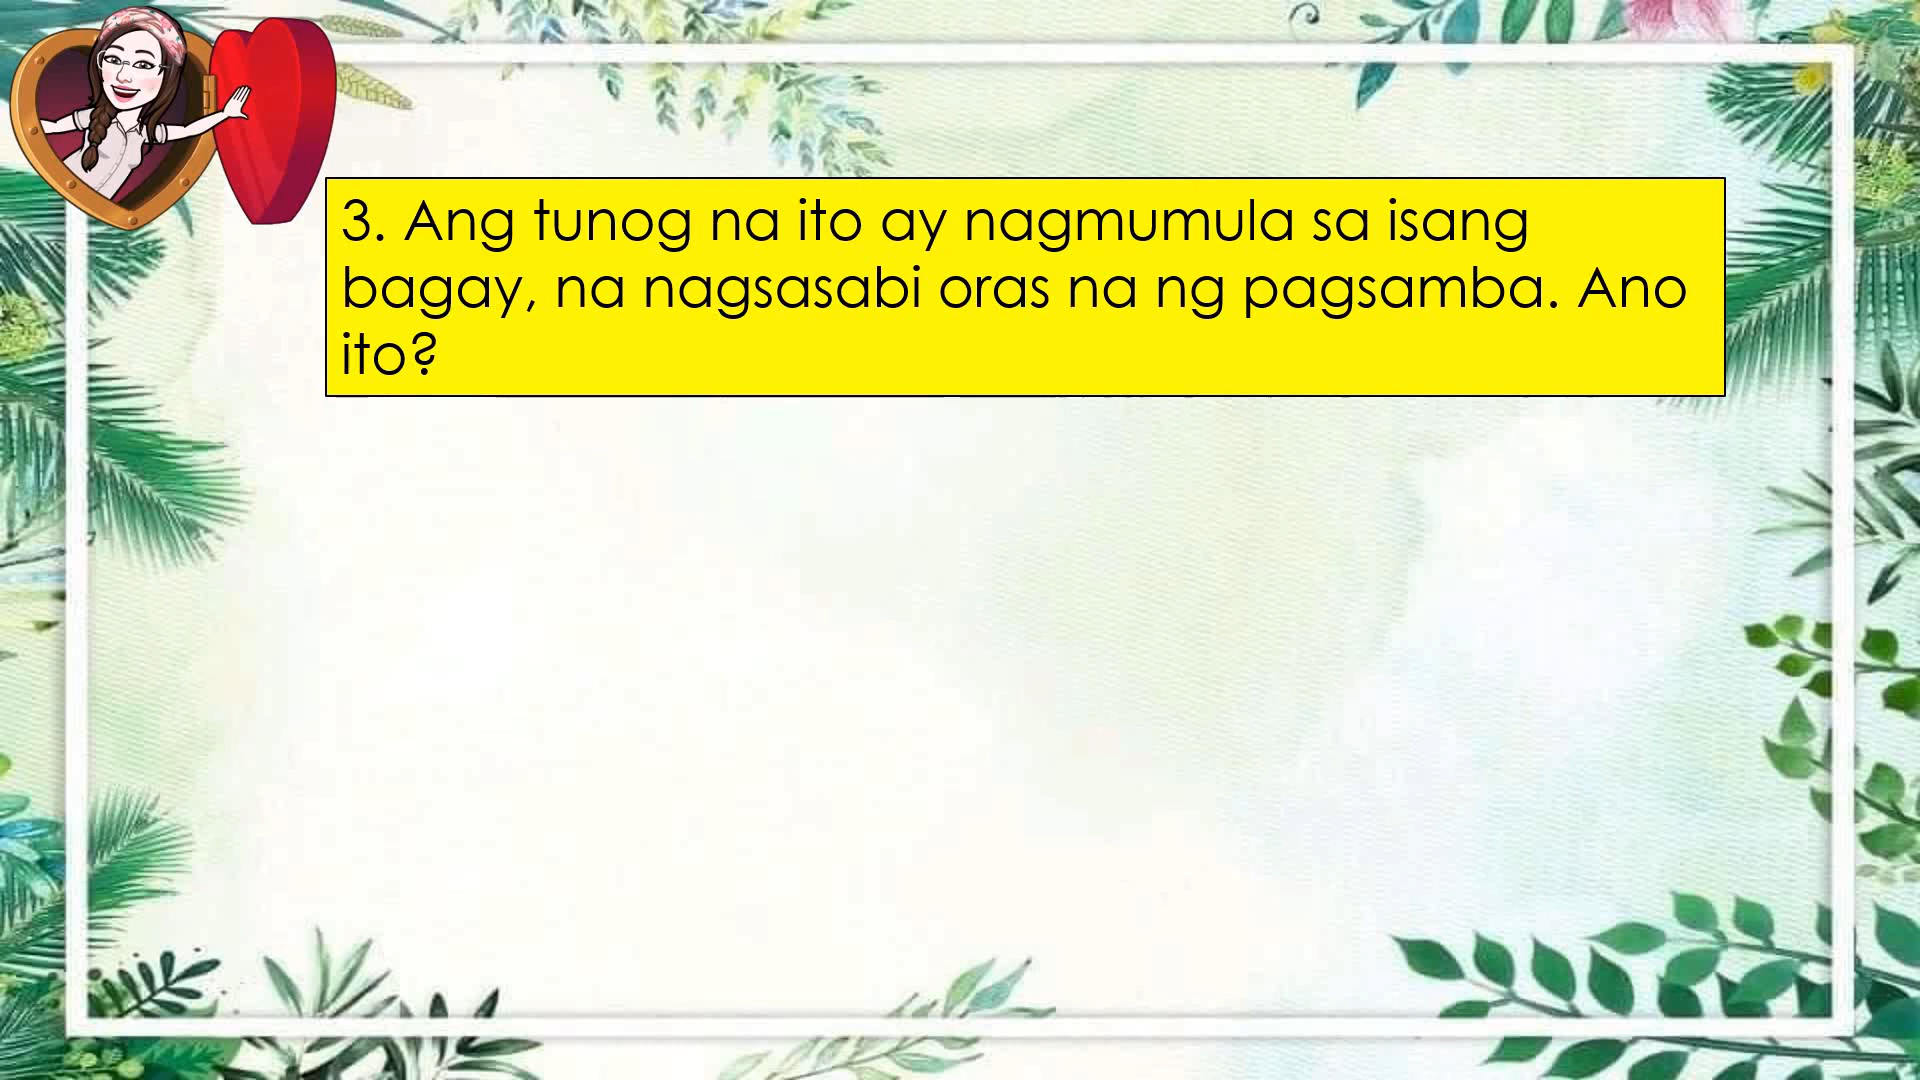 3. Ang tunog na ito ay nagmumula sa isang
bagay, na nagsasabi oras na ng pagsamba. Ano
ito?